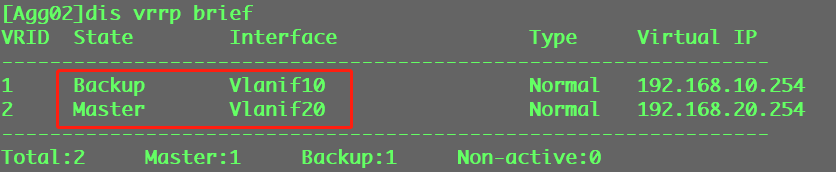 [Agg02]dis vrrp brief
VRID  State        Interface                Type     Virtual IP
----------------------------------------------------------------
1     Backup       Vlanif10                 Normal   192.168.10.254
2     Master       Vlanif20                 Normal   192.168.20.254
----------------------------------------------------------------
Total:2     Master:1     Backup:1     Non-active:0